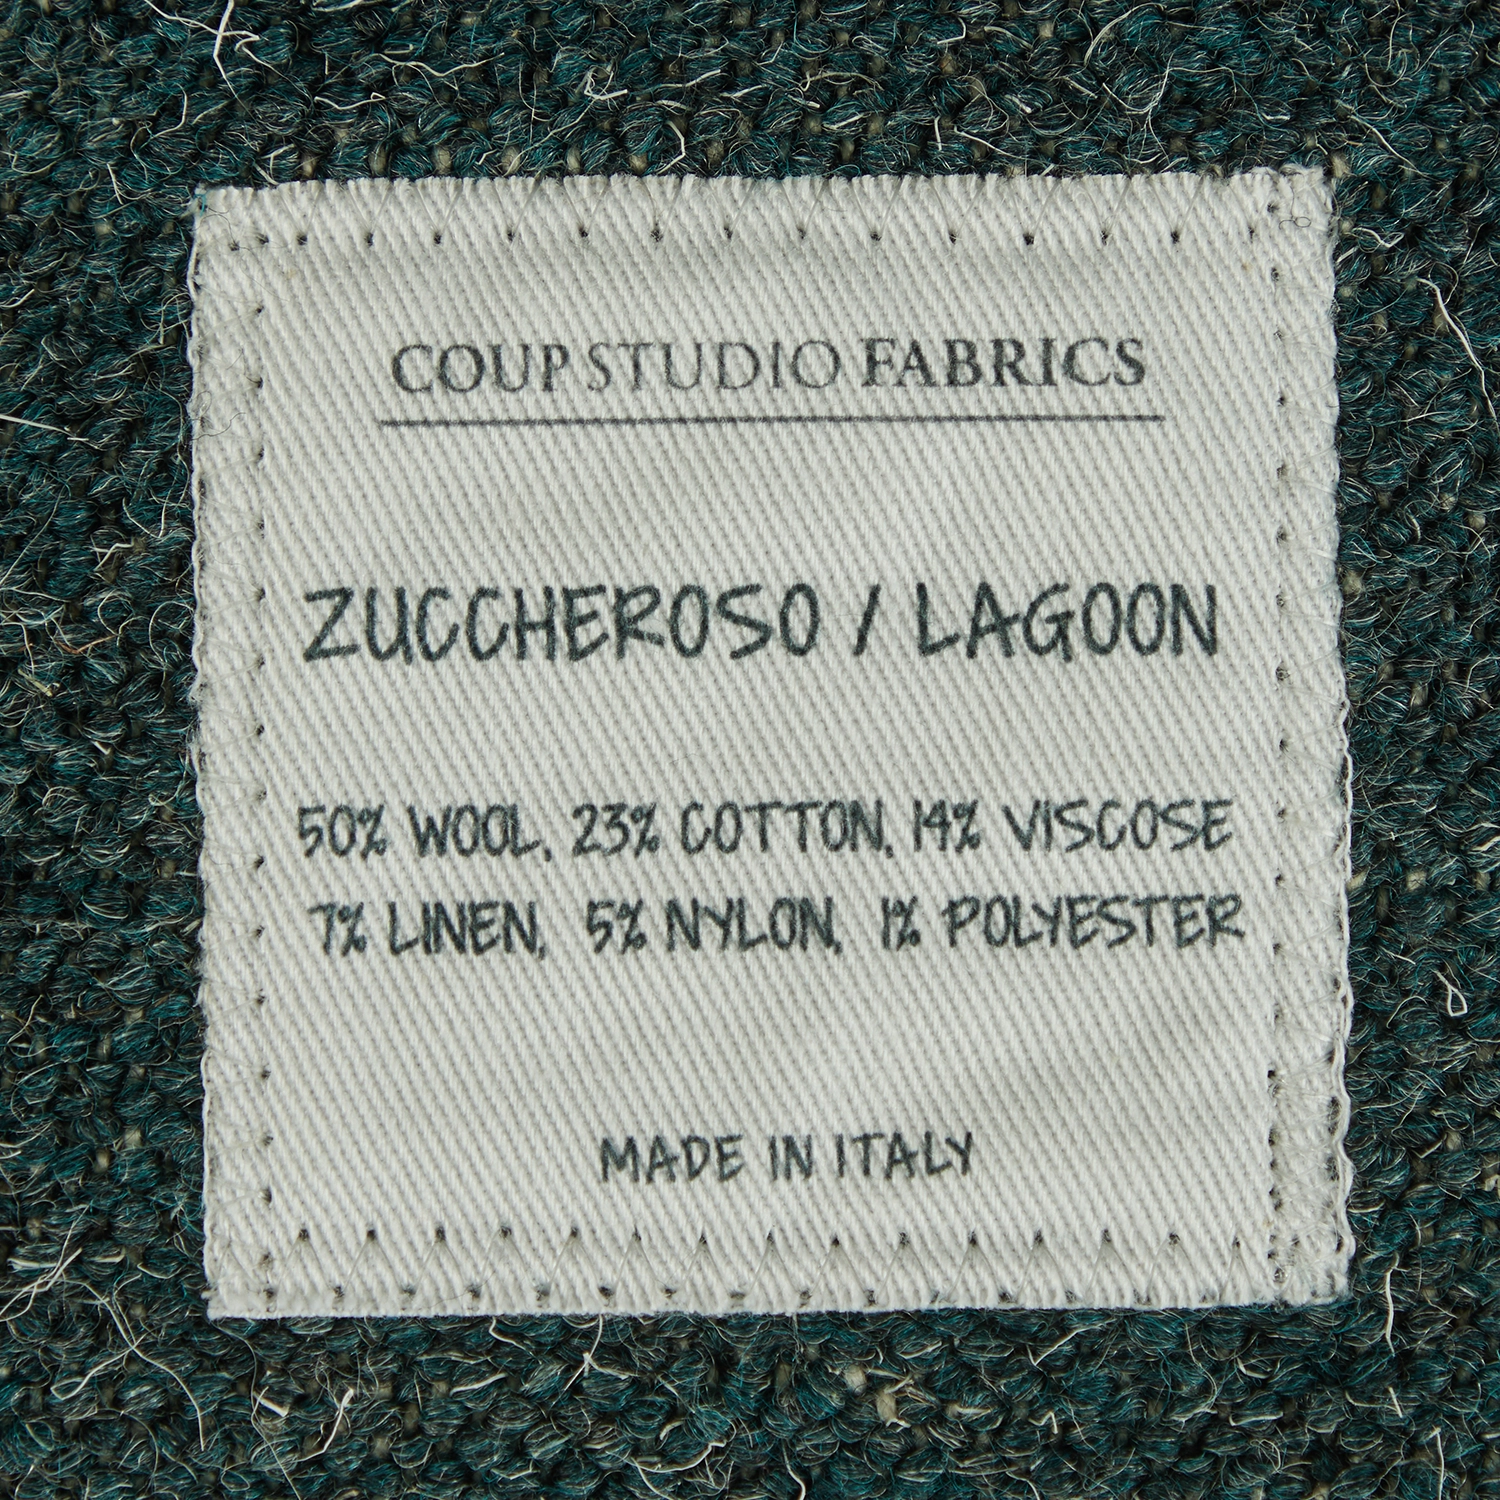 COUP STUDIO FABRICS
ZUCCHEROSO / LAGOON
50% WOOL, 23% COTTON, 14% VISCOSE
7% LINEN, 5% NYLON, 1% POLYESTER
MADE IN ITALY